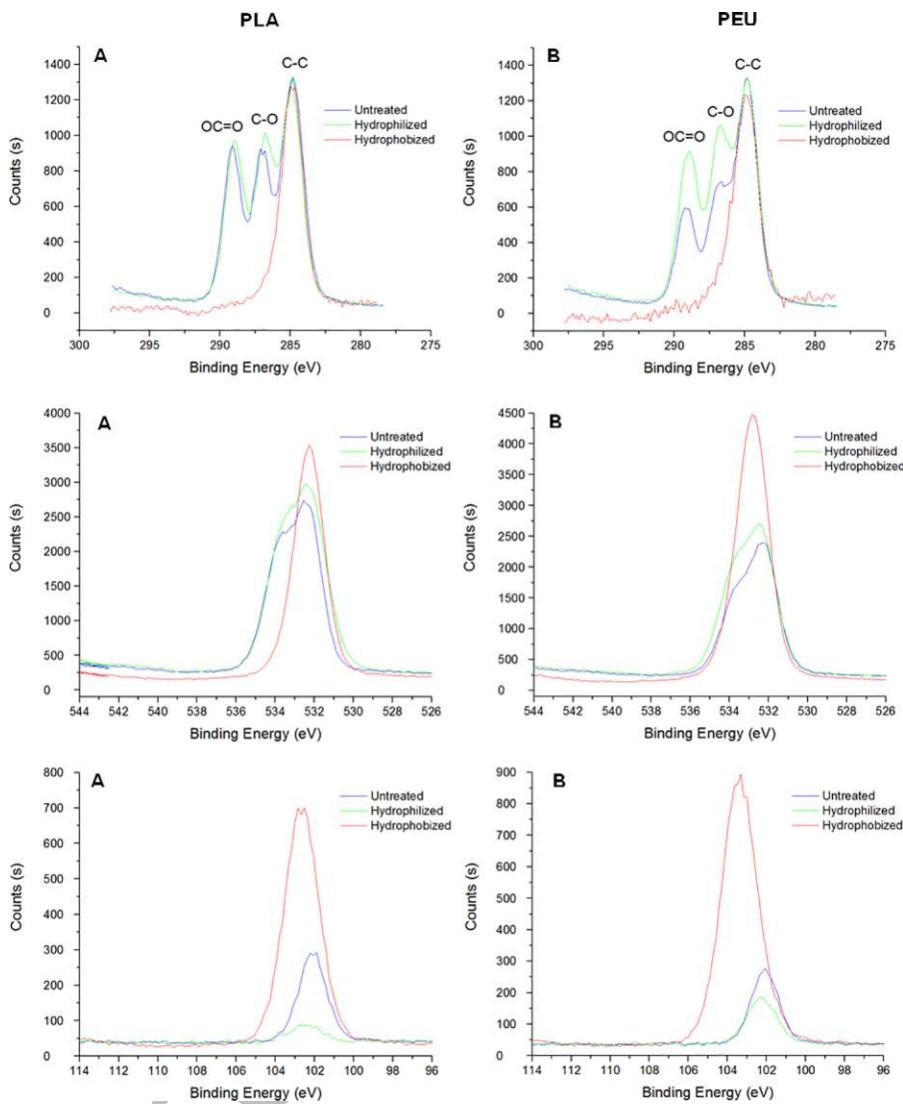 PLA PEU
A
C-C
OC=O C-O
Untreated
Hydrophilized
Hydrophobized
1400
1200
1000
800
600
400
200
0
Counts (s)
300 295 290 285 280 275
Binding Energy (eV)
B
C-C
OC=O C-O
Untreated
Hydrophilized
Hydrophobized
1400
1200
1000
800
600
400
200
0
Counts (s)
300 295 290 285 280 275
Binding Energy (eV)
A
Untreated
Hydrophilized
Hydrophobized
4000
3500
3000
2500
2000
1500
1000
500
0
Counts (s)
544 542 540 538 536 534 532 530 528 526
Binding Energy (eV)
B
Untreated
Hydrophilized
Hydrophobized
4500
4000
3500
3000
2500
2000
1500
1000
500
0
Counts (s)
544 542 540 538 536 534 532 530 528 526
Binding Energy (eV)
A
Untreated
Hydrophilized
Hydrophobized
800
700
600
500
400
300
200
100
0
Counts (s)
114 112 110 108 106 104 102 100 98 96
Binding Energy (eV)
B
Untreated
Hydrophilized
Hydrophobized
900
800
700
600
500
400
300
200
100
0
Counts (s)
114 112 110 108 106 104 102 100 98 96
Binding Energy (eV)